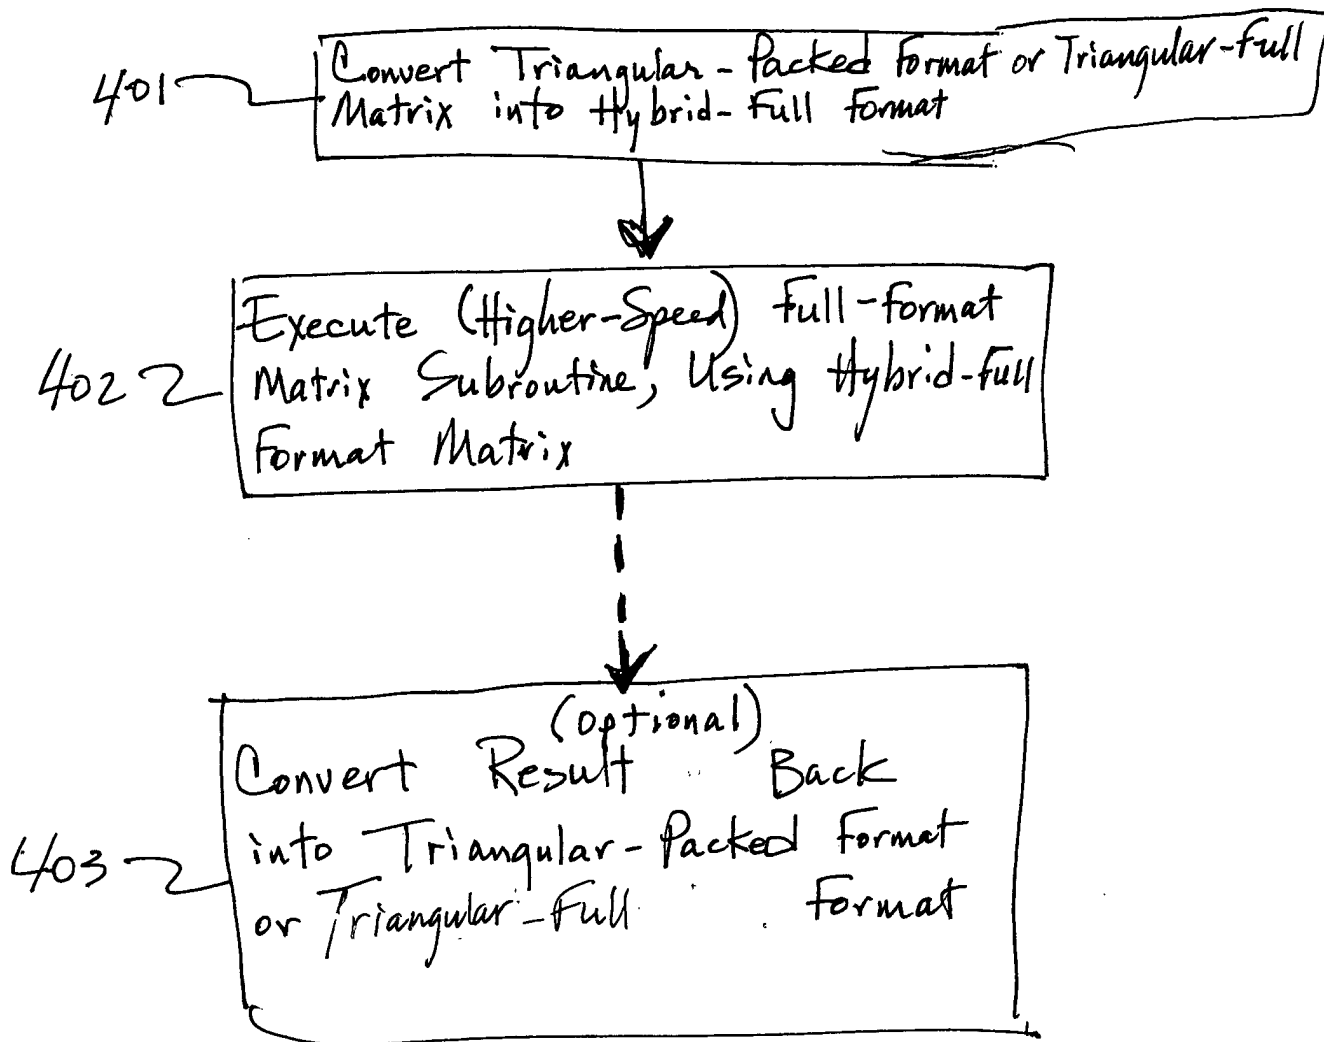 401
Convert Triangular-Packed Format or Triangular-Full
Matrix into Hybrid-Full Format
402
Execute (Higher-Speed) Full-Format
Matrix Subroutine, Using Hybrid-Full
Format Matrix
403
(optional)
Convert Result Back
into Triangular-Packed Format
or Triangular-Full Format